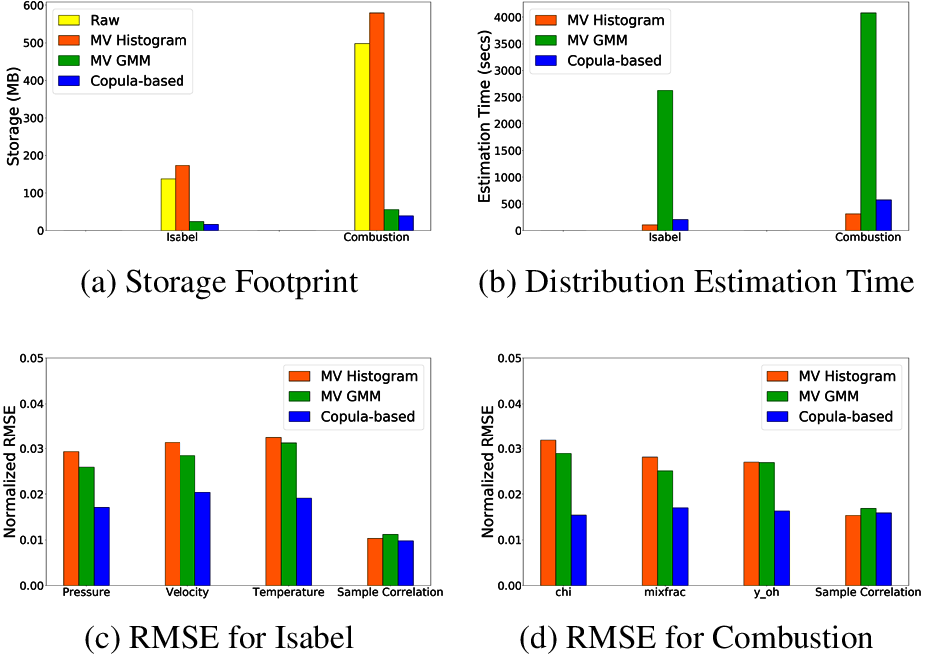 600
500
400
300
200
100
0
Storage (MB)
Raw
MV Histogram
MV GMM
Copula-based
Isabel
Combustion
(a) Storage Footprint
4000
3500
3000
2500
2000
1500
1000
500
0
Estimation Time (secs)
MV Histogram
MV GMM
Copula-based
Isabel
Combustion
(b) Distribution Estimation Time
0.05
0.04
0.03
0.02
0.01
0.00
Normalized RMSE
MV Histogram
MV GMM
Copula-based
Pressure
Velocity
Temperature
Sample Correlation
(c) RMSE for Isabel
0.05
0.04
0.03
0.02
0.01
0.00
Normalized RMSE
MV Histogram
MV GMM
Copula-based
chi
mixfrac
y_oh
Sample Correlation
(d) RMSE for Combustion